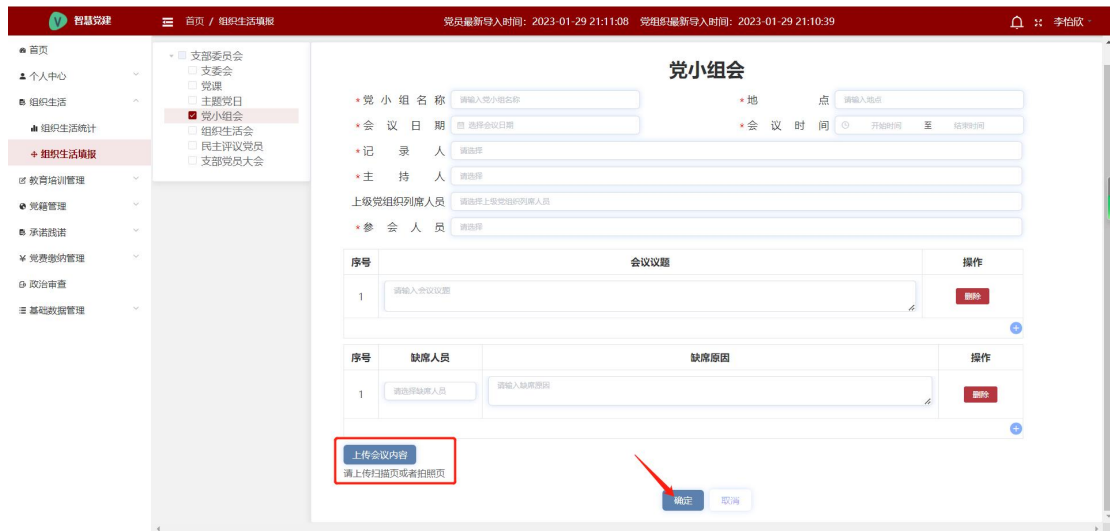 V 智慧党建 首页 / 组织生活填报 党员最新导入时间：2023-01-29 21:11:08 党组织最新导入时间：2023-01-29 21:10:39 李怡欣
首页
个人中心
组织生活
组织生活统计
组织生活填报
教育培训管理
党籍管理
承诺践诺
党费缴纳管理
政治审查
基础数据管理
支部委员会
支委会
党课
主题党日
党小组会
组织生活会
民主评议党员
支部党员大会
党小组会
*党小组名称 请输入党小组名称 *地点 请输入地点
*会议日期 选择会议日期 *会议时间 开始时间 至 结束时间
*记录人 请选择
*主持人 请选择
上级党组织列席人员 请选择上级党组织列席人员
*参会人员 请选择
序号 会议议题 操作
1 请输入会议议题 删除
序号 缺席人员 缺席原因 操作
1 请选择缺席人员 请输入缺席原因 删除
上传会议内容
请上传扫描页或者拍照页
确定 取消